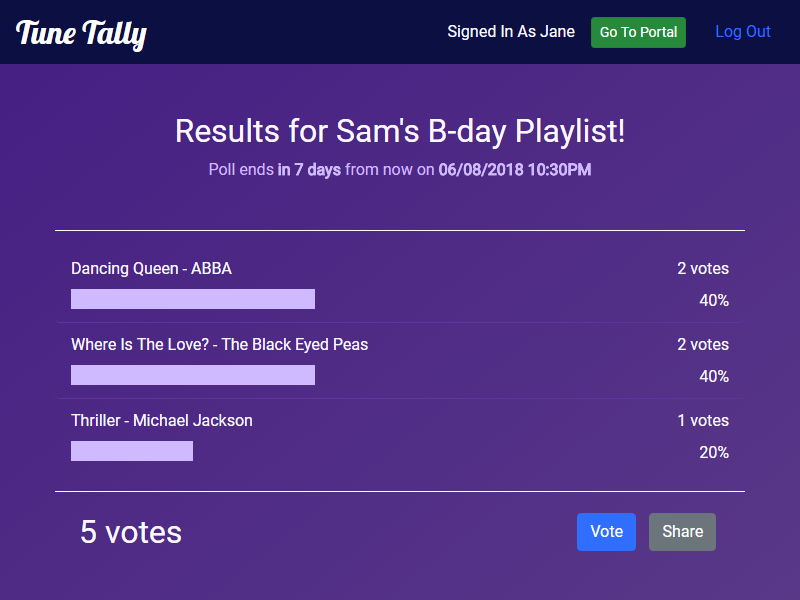 Tune Tally
Signed In As Jane
Go To Portal
Log Out
Results for Sam's B-day Playlist!
Poll ends in 7 days from now on 06/08/2018 10:30PM
Dancing Queen - ABBA
2 votes
40%
Where Is The Love? - The Black Eyed Peas
2 votes
40%
Thriller - Michael Jackson
1 votes
20%
5 votes
Vote
Share